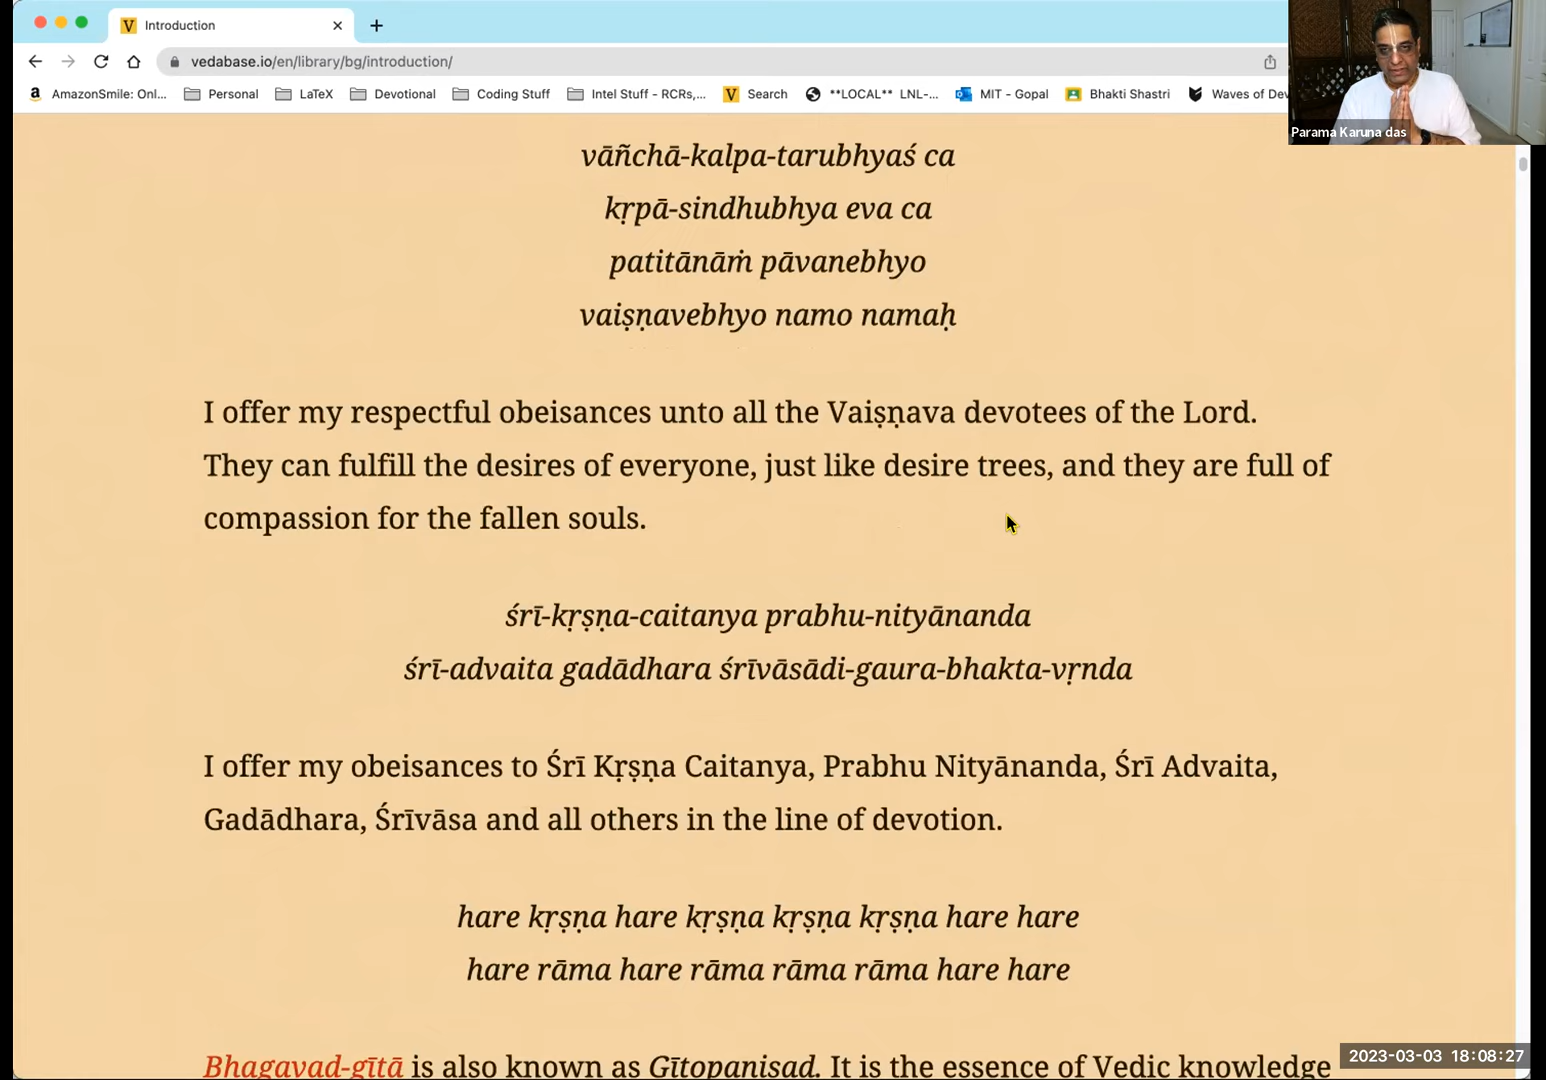 Introduction
vedabase.io/en/library/bg/introduction/
AmazonSmile: Onl... Personal LaTeX Devotional Coding Stuff Intel Stuff - RCRs,... Search **LOCAL** LNL-... MIT - Gopal Bhakti Shastri Waves of Dev
Parama Karuna das
vāñchā-kalpa-tarubhyaś ca
kṛpā-sindhubhya eva ca
patitānāṁ pāvanebhyo
vaiṣṇavebhyo namo namaḥ
I offer my respectful obeisances unto all the Vaiṣṇava devotees of the Lord.
They can fulfill the desires of everyone, just like desire trees, and they are full of
compassion for the fallen souls.
śrī-kṛṣṇa-caitanya prabhu-nityānanda
śrī-advaita gadādhara śrīvāsādi-gaura-bhakta-vṛnda
I offer my obeisances to Śrī Kṛṣṇa Caitanya, Prabhu Nityānanda, Śrī Advaita,
Gadādhara, Śrīvāsa and all others in the line of devotion.
hare kṛṣṇa hare kṛṣṇa kṛṣṇa kṛṣṇa hare hare
hare rāma hare rāma rāma rāma hare hare
Bhagavad-gītā is also known as Gītopaniṣad. It is the essence of Vedic knowledge
2023-03-03 18:08:27